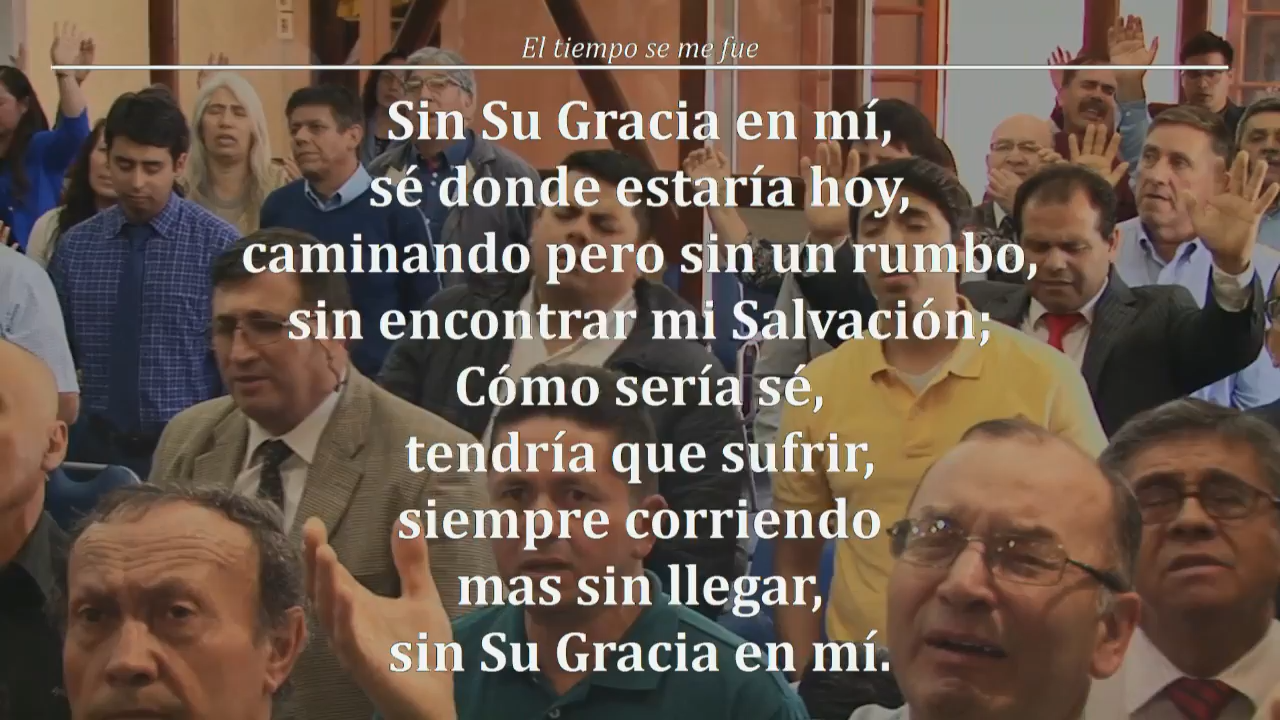 El tiempo se me fue
Sin Su Gracia en mí,
sé donde estaría hoy,
caminando pero sin un rumbo,
sin encontrar mi Salvación;
Cómo sería sé,
tendría que sufrir,
siempre corriendo
mas sin llegar,
sin Su Gracia en mí.